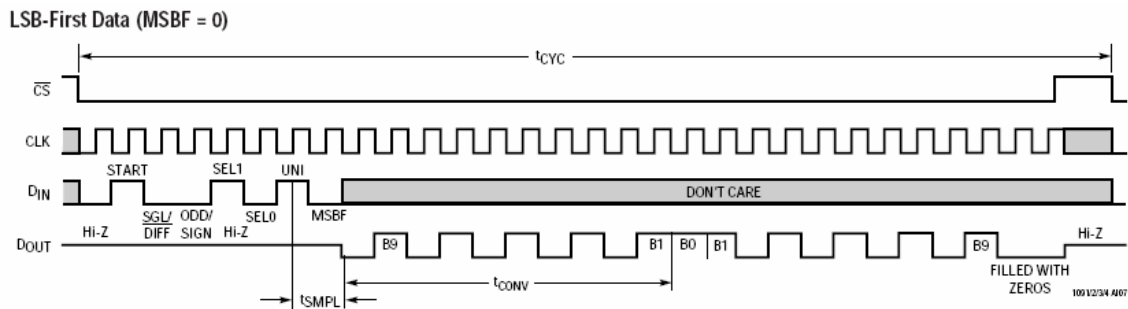 LSB-First Data (MSBF = 0)
tCYC
CS
CLK
START
SEL1
UNI
DIN
DON'T CARE
SGL/
DIFF
ODD/
SIGN
SEL0
MSBF
Hi-Z
Hi-Z
Hi-Z
DOUT
B9
B1
B0
B1
B9
FILLED WITH
ZEROS
tCONV
tSMPL
1091/2/3/4 AI07